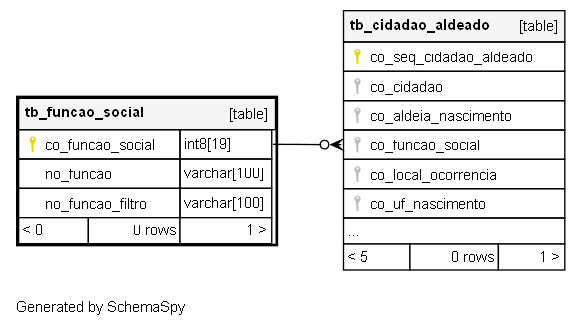 tb_funcao_social [table]
co_funcao_social int8[19]
no_funcao varchar[100]
no_funcao_filtro varchar[100]
< 0 0 rows 1 >
tb_cidadao_aldeado [table]
co_seq_cidadao_aldeado
co_cidadao
co_aldeia_nascimento
co_funcao_social
co_local_ocorrencia
co_uf_nascimento
...
< 5 0 rows 1 >
Generated by SchemaSpy